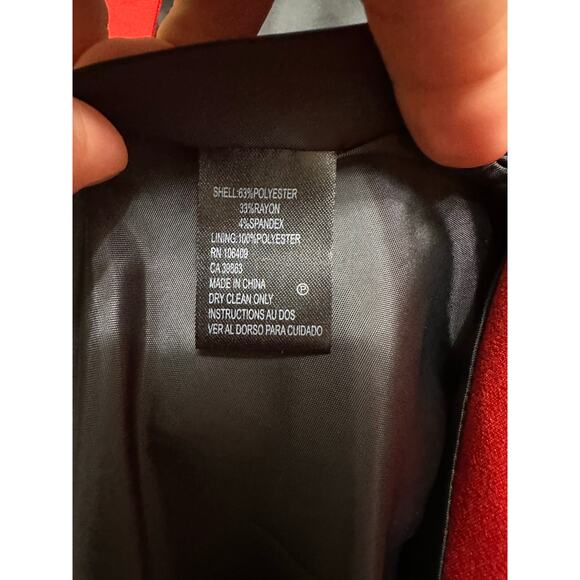 SHELL:63%POLYESTER
33%RAYON
4%SPANDEX
LINING:100%POLYESTER
RN 106409
CA 39863
MADE IN CHINA
DRY CLEAN ONLY
P
INSTRUCTIONS AU DOS
VER AL DORSO PARA CUIDADO